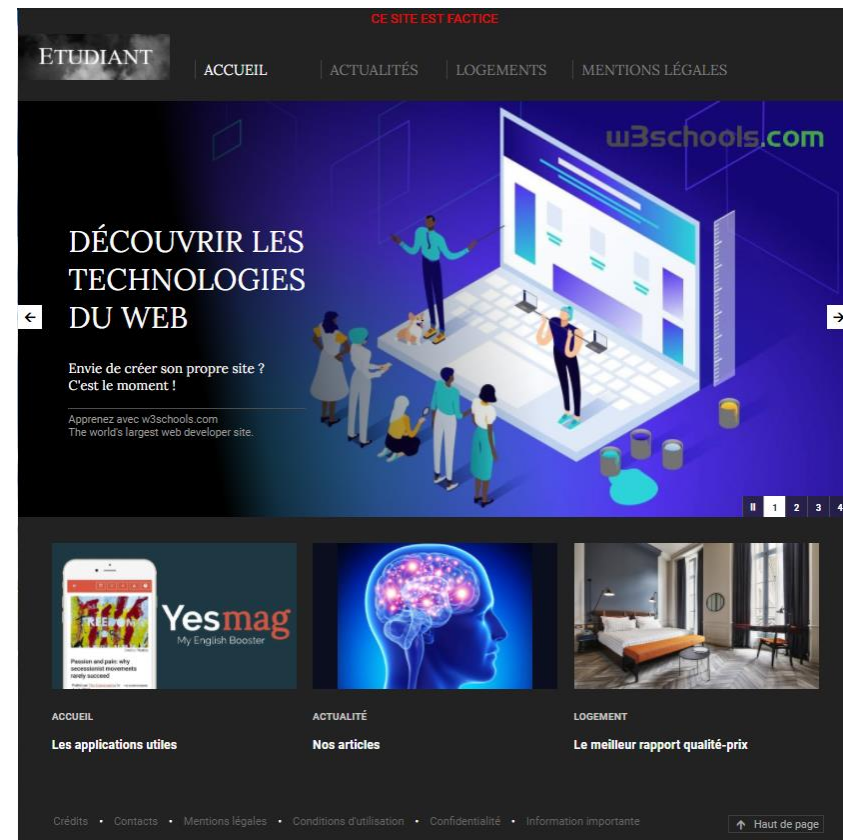 CE SITE EST FACTICE
ETUDIANT
ACCUEIL
ACTUALITÉS
LOGEMENTS
MENTIONS LÉGALES
w3schools.com
DÉCOUVRIR LES
TECHNOLOGIES
DU WEB
Envie de créer son propre site ?
C'est le moment !
Apprenez avec w3schools.com
The world's largest web developer site.
1 2 3 4
FREEDOM
Passion and pain: why
secessionist movements
rarely succeed
Yesmag
My English Booster
ACCUEIL
Les applications utiles
ACTUALITÉ
Nos articles
LOGEMENT
Le meilleur rapport qualité-prix
Crédits • Contacts • Mentions légales • Conditions d'utilisation • Confidentialité • Information importante
Haut de page